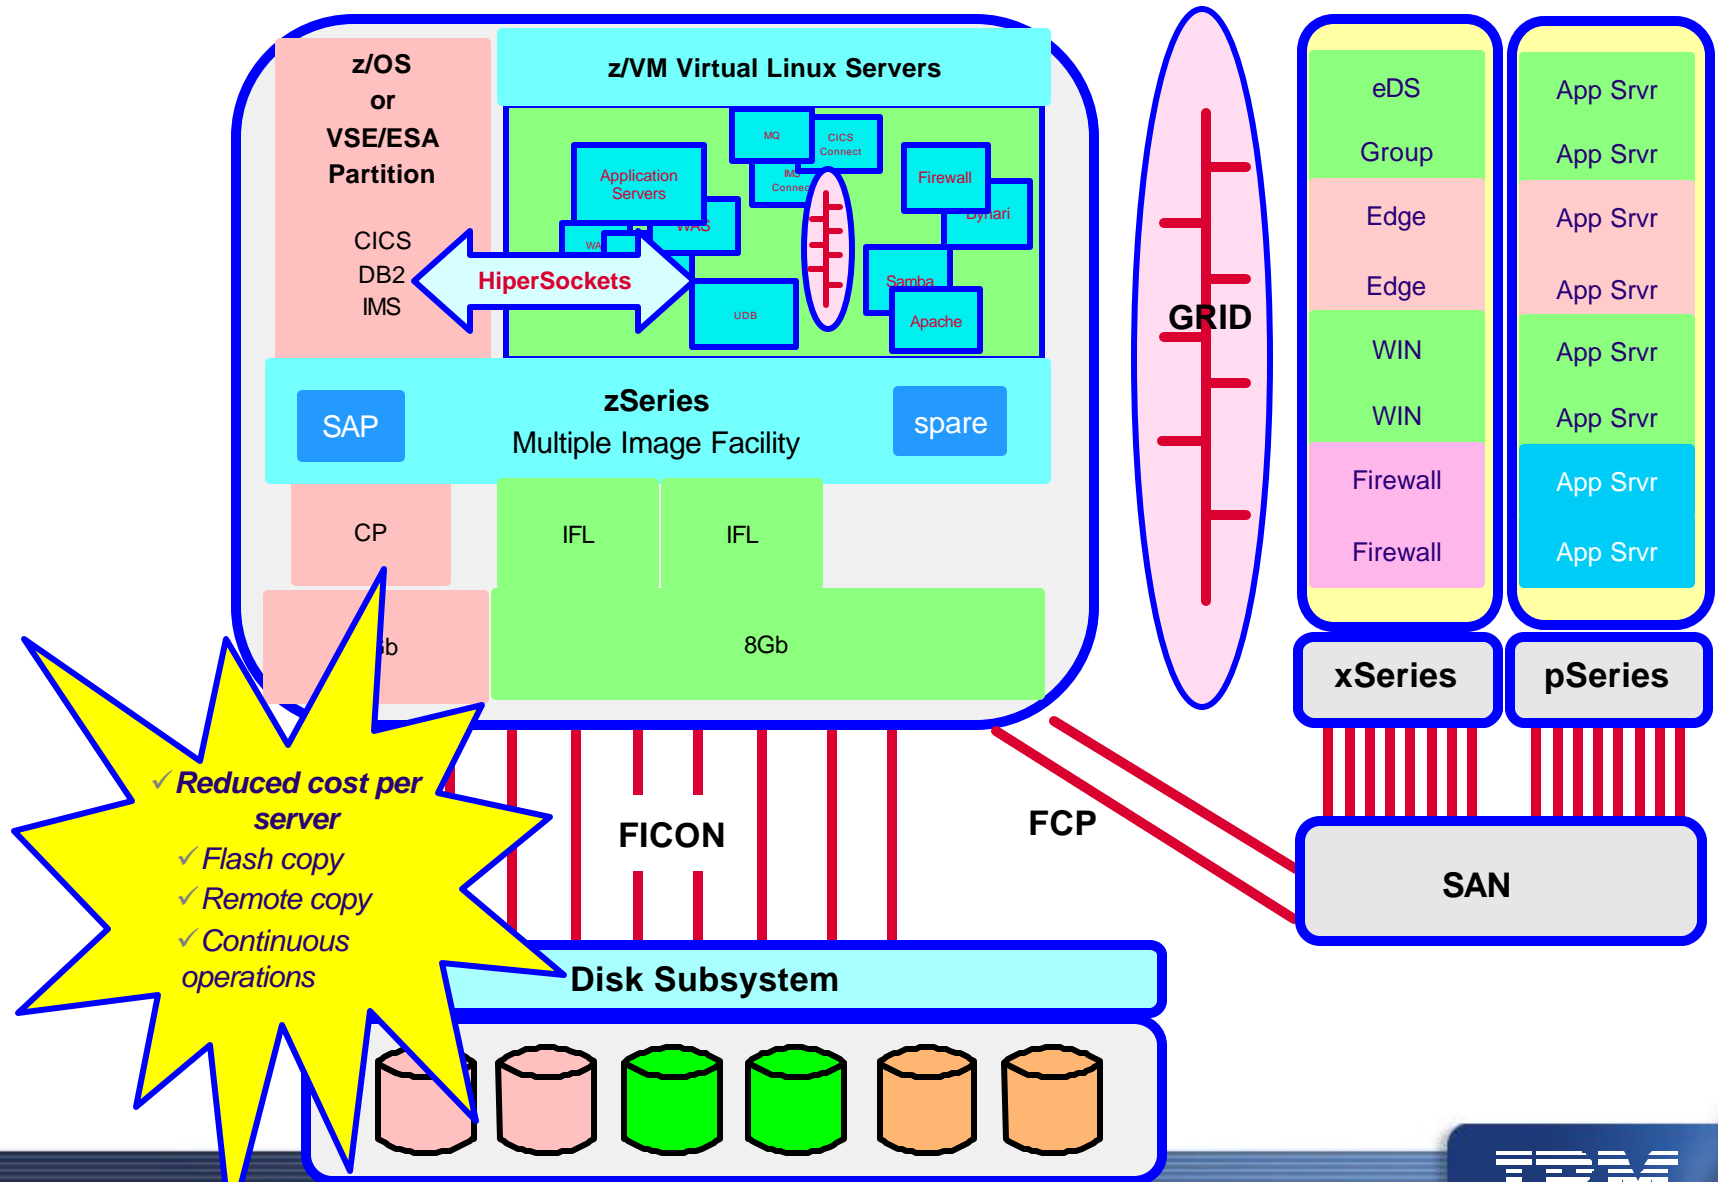 z/OS
or
VSE/ESA
Partition
CICS
DB2
IMS
z/VM Virtual Linux Servers
MQ
CICS
Connect
IMS
Application
Servers
Firewall
WAS
HiperSockets
UDB
Samba
Apache
zSeries
Multiple Image Facility
SAP
spare
CP
IFL
IFL
8Gb
GRID
eDS
Group
Edge
Edge
WIN
WIN
Firewall
Firewall
App Srvr
App Srvr
App Srvr
App Srvr
App Srvr
App Srvr
App Srvr
App Srvr
xSeries
pSeries
✓Reduced cost per
server
✓Flash copy
✓Remote copy
✓Continuous
operations
FICON
FCP
SAN
Disk Subsystem
IBM